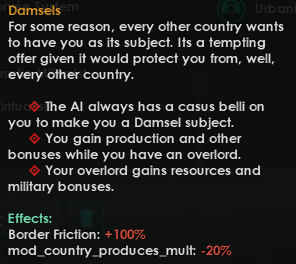 Damsels
For some reason, every other country wants
to have you as its subject. Its a tempting
offer given it would protect you from, well,
every other country.
The AI always has a casus belli on
you to make you a Damsel subject.
You gain production and other
bonuses while you have an overlord.
Your overlord gains resources and
military bonuses.
Effects:
Border Friction: +100%
mod_country_produces_mult: -20%